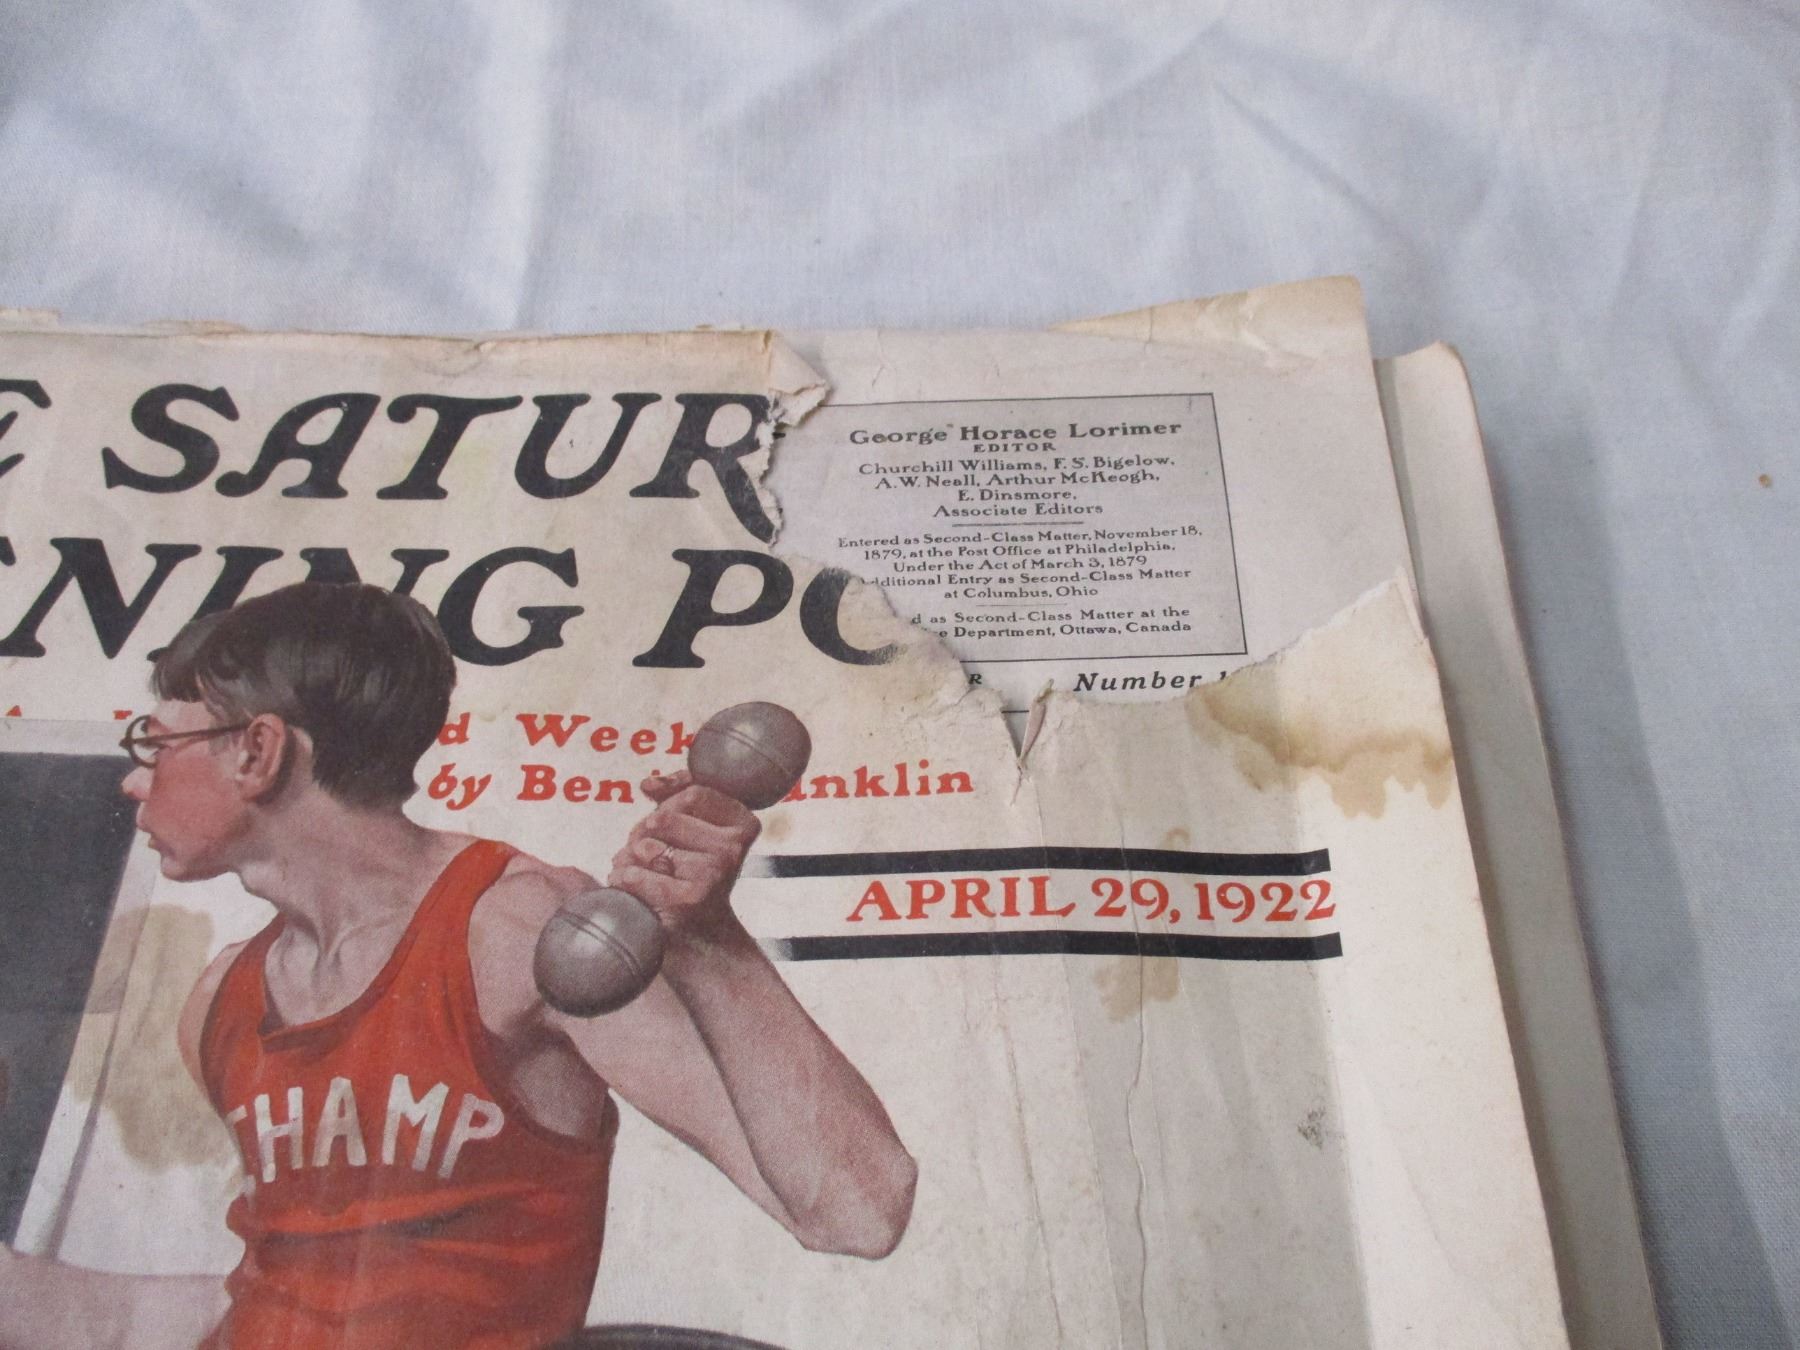 SATUR
NING
George Horace Lorimer
EDITOR
Churchill Williams, F. S. Bigelow,
A. W. Neall, Arthur McKeogh,
E. Dinsmore,
Associate Editors
Entered as Second-Class Matter, November 18,
1879, at the Post Office at Philadelphia,
Under the Act of March 3, 1879
dditional Entry as Second-Class Matter
at Columbus, Ohio
d as Second-Class Matter at the
e Department, Ottawa, Canada
R Number
d Week
by Benj nklin
APRIL 29, 1922
CHAMP